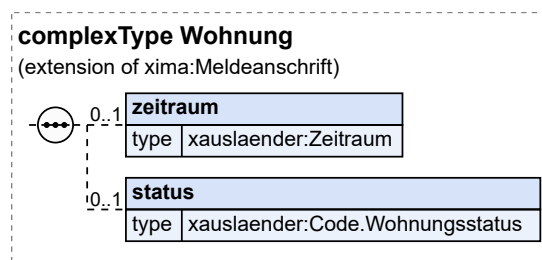 complexType Wohnung
(extension of xima:Meldeanschrift)
0..1 zeitraum
type xauslaender:Zeitraum
0..1 status
type xauslaender:Code.Wohnungsstatus